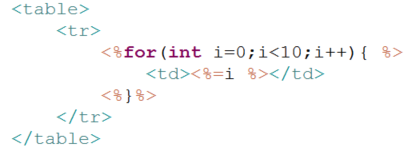 <table>
<tr>
<%for(int i=0;i<10;i++){ %>
<td><%=i %></td>
<%}%>
</tr>
</table>